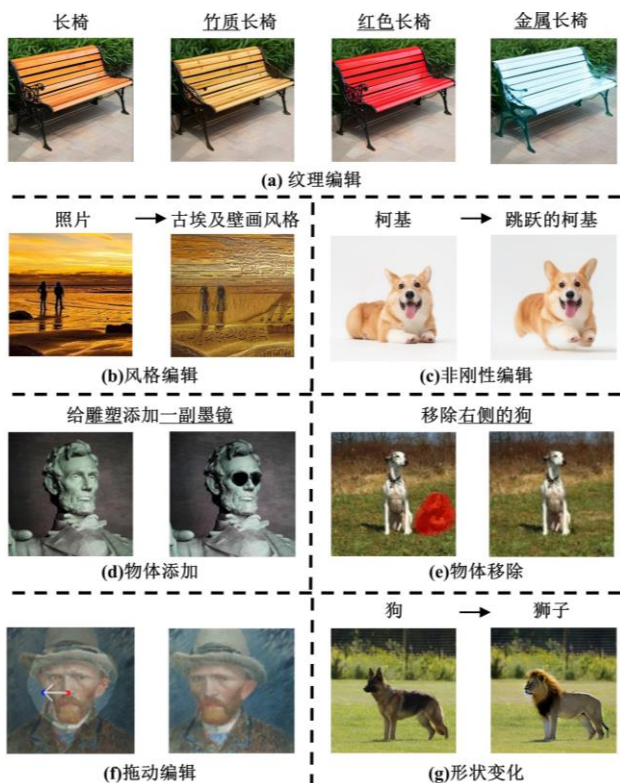 长椅 竹质长椅 红色长椅 金属长椅
(a) 纹理编辑
照片 → 古埃及壁画风格
(b)风格编辑
柯基 → 跳跃的柯基
(c)非刚性编辑
给雕塑添加一副墨镜
(d)物体添加
移除右侧的狗
(e)物体移除
(f)拖动编辑
狗 → 狮子
(g)形状变化